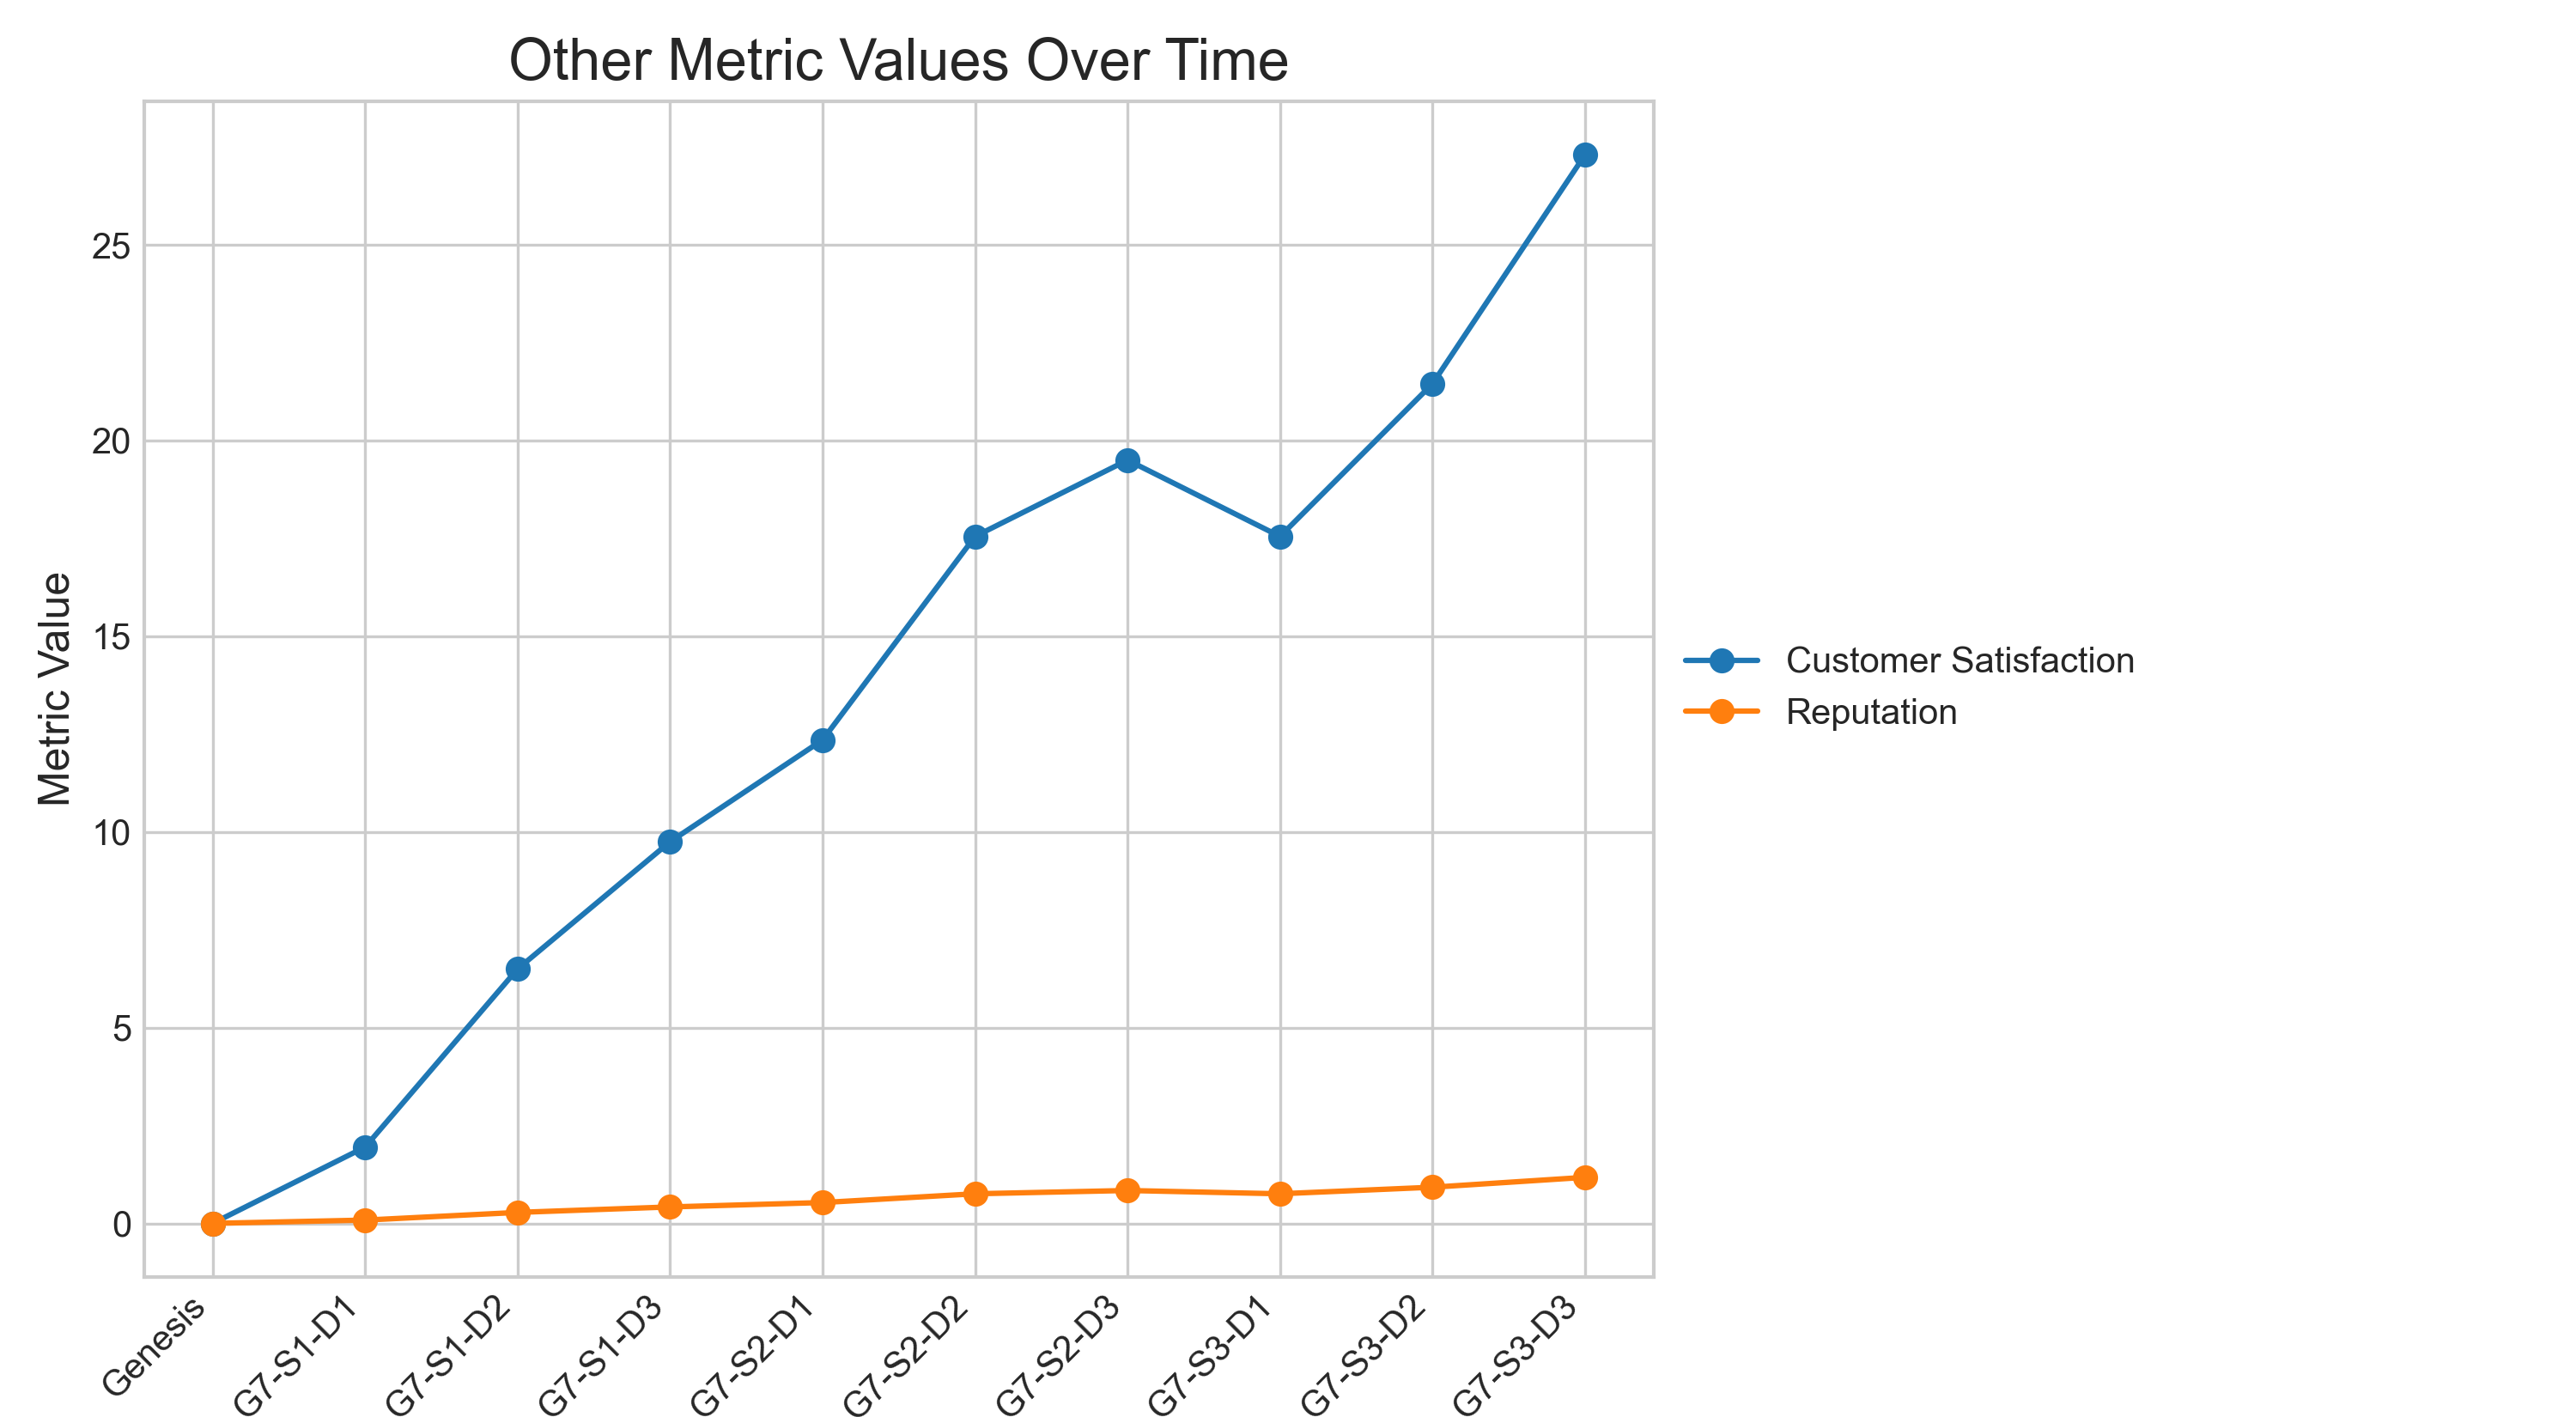 Other Metric Values Over Time
Metric Value
25
20
15
10
5
0
Genesis
G7-S1-D1
G7-S1-D2
G7-S1-D3
G7-S2-D1
G7-S2-D2
G7-S2-D3
G7-S3-D1
G7-S3-D2
G7-S3-D3
Customer Satisfaction
Reputation